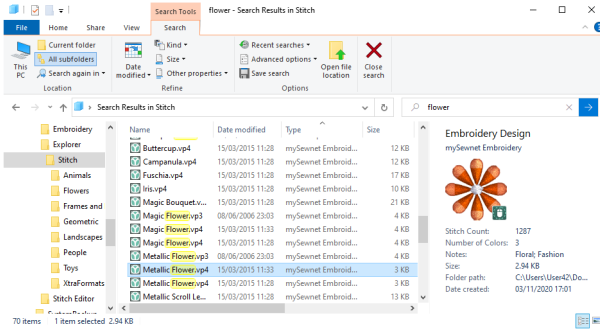 Search Tools flower - Search Results in Stitch
File Home Share View Search
This PC
Current folder
All subfolders
Search again in
Location
Date modified
Kind
Size
Other properties
Refine
Recent searches
Advanced options
Save search
Open file location
Options
Close search
Search Results in Stitch
flower
Embroidery
Explorer
Stitch
Animals
Flowers
Frames and
Geometric
Landscapes
People
Toys
XtraFormats
Stitch Editor
Name Date modified Type Size
Buttercup.vp4 15/03/2015 11:28 mySewnet Embroid... 12 KB
Campanula.vp4 15/03/2015 11:28 mySewnet Embroid... 12 KB
Fuschia.vp4 15/03/2015 11:28 mySewnet Embroid... 17 KB
Iris.vp4 15/03/2015 11:28 mySewnet Embroid... 10 KB
Magic Bouquet.v... 15/03/2015 11:28 mySewnet Embroid... 21 KB
Magic Flower.vp3 08/06/2006 23:03 mySewnet Embroid... 4 KB
Magic Flower.vp4 15/03/2015 11:28 mySewnet Embroid... 4 KB
Magic Flower.vp4 15/03/2015 11:28 mySewnet Embroid... 4 KB
Metallic Flower.vp3 08/06/2006 23:03 mySewnet Embroid... 4 KB
Metallic Flower.vp4 15/03/2015 11:33 mySewnet Embroid... 3 KB
Metallic Flower.vp4 15/03/2015 11:28 mySewnet Embroid... 4 KB
Metallic Scroll Le... 15/03/2015 11:28 mySewnet Embroid... 13 KB
Embroidery Design
mySewnet Embroidery
Stitch Count: 1287
Number of Colors: 3
Notes: Floral; Fashion
Size: 2.94 KB
Folder path: C:\Users\User42\Do...
Date created: 03/11/2020 17:01
70 items 1 item selected 2.94 KB